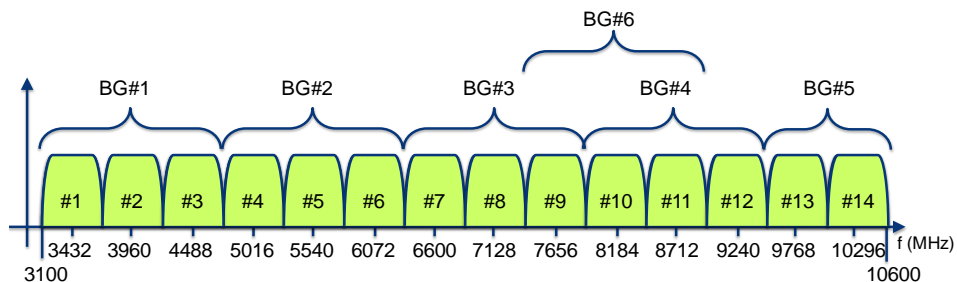 BG#6
BG#1 BG#2 BG#3 BG#4 BG#5
#1 #2 #3 #4 #5 #6 #7 #8 #9 #10 #11 #12 #13 #14
3432 3960 4488 5016 5540 6072 6600 7128 7656 8184 8712 9240 9768 10296 f (MHz)
3100 10600